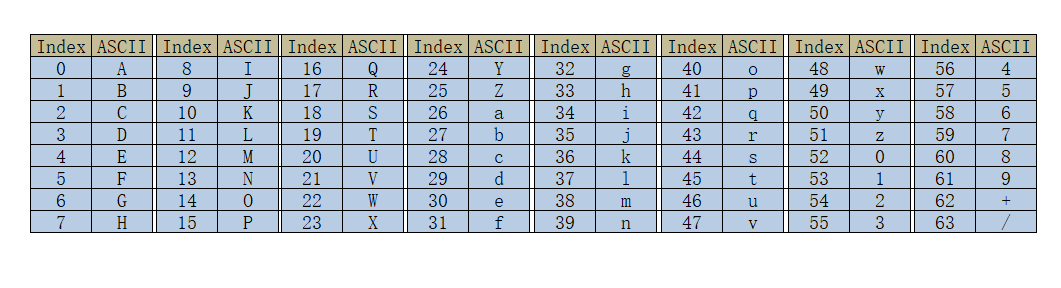 Index ASCII Index ASCII Index ASCII Index ASCII Index ASCII Index ASCII Index ASCII Index ASCII
0 A 8 I 16 Q 24 Y 32 g 40 o 48 w 56 4
1 B 9 J 17 R 25 Z 33 h 41 p 49 x 57 5
2 C 10 K 18 S 26 a 34 i 42 q 50 y 58 6
3 D 11 L 19 T 27 b 35 j 43 r 51 z 59 7
4 E 12 M 20 U 28 c 36 k 44 s 52 0 60 8
5 F 13 N 21 V 29 d 37 l 45 t 53 1 61 9
6 G 14 O 22 W 30 e 38 m 46 u 54 2 62 +
7 H 15 P 23 X 31 f 39 n 47 v 55 3 63 /